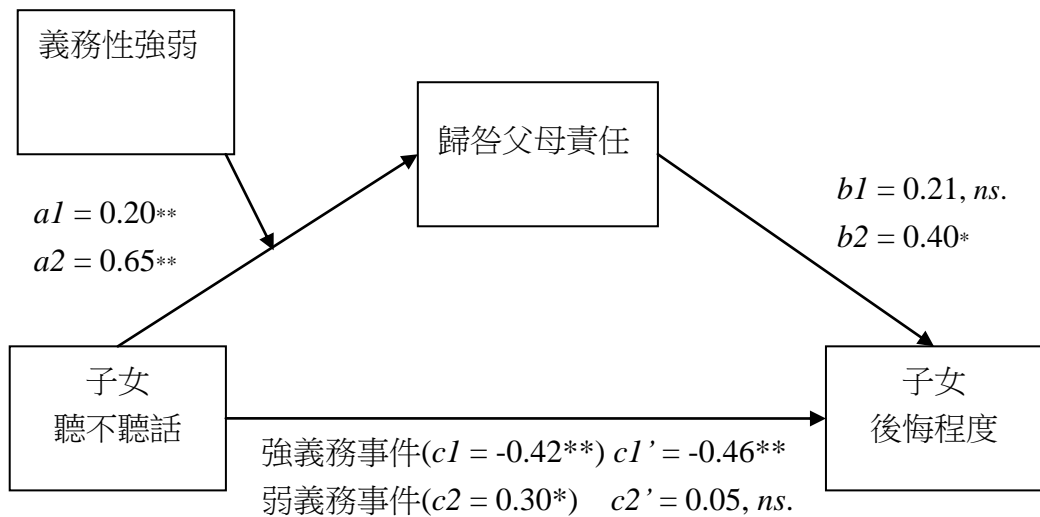 義務性強弱
歸咎父母責任
a1 = 0.20**
a2 = 0.65**
b1 = 0.21, ns.
b2 = 0.40*
子女
聽不聽話
子女
後悔程度
強義務事件(c1 = -0.42**) c1’ = -0.46**
弱義務事件(c2 = 0.30*) c2’ = 0.05, ns.